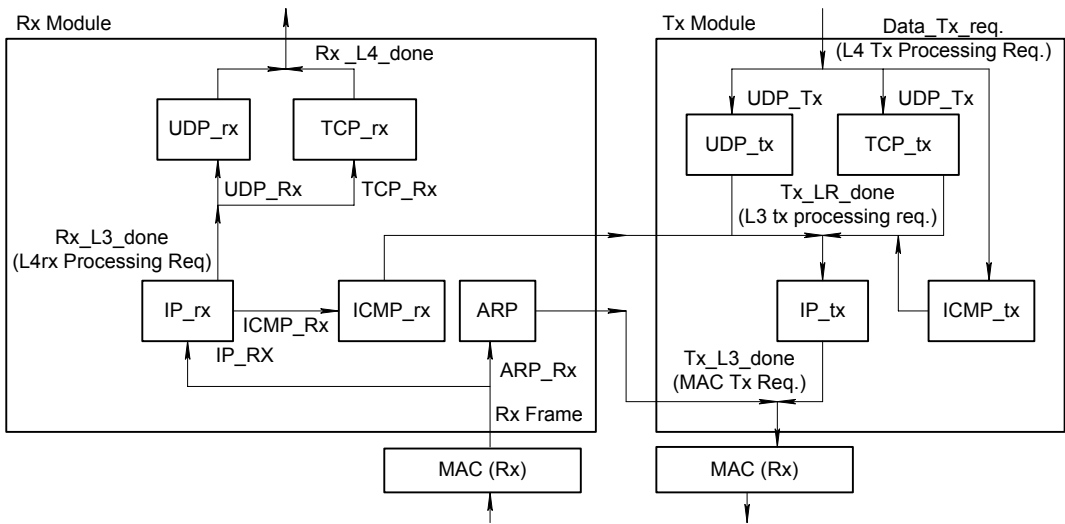 Rx Module
Rx _L4_done
UDP_rx
TCP_rx
UDP_Rx
TCP_Rx
Rx_L3_done
(L4rx Processing Req)
IP_rx
ICMP_Rx
ICMP_rx
ARP
IP_RX
ARP_Rx
Rx Frame
MAC (Rx)
Tx Module
Data_Tx_req.
(L4 Tx Processing Req.)
UDP_Tx
UDP_Tx
UDP_tx
TCP_tx
Tx_LR_done
(L3 tx processing req.)
IP_tx
ICMP_tx
Tx_L3_done
(MAC Tx Req.)
MAC (Rx)